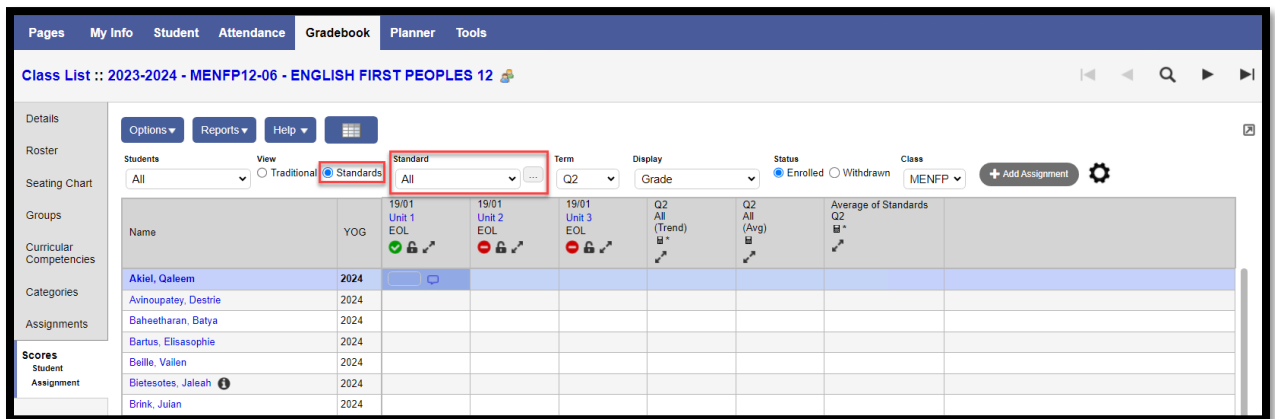 Pages My Info Student Attendance Gradebook Planner Tools
Class List :: 2023-2024 - MENFP12-06 - ENGLISH FIRST PEOPLES 12
Details
Roster
Seating Chart
Groups
Curricular
Competencies
Categories
Assignments
Scores
Student
Assignment
Options Reports Help
Students View Standard Term Display Status Class
All Traditional Standards All ... Q2 Grade Enrolled Withdrawn MENFP + Add Assignment
Name YOG
19/01
Unit 1
EOL
19/01
Unit 2
EOL
19/01
Unit 3
EOL
Q2
All
(Trend)
*
Q2
All
(Avg)
Average of Standards
Q2
*
Akiel, Qaleem 2024
Avinoupatey, Destrie 2024
Baheetharan, Batya 2024
Bartus, Elisasophie 2024
Beille, Vailen 2024
Bietesotes, Jaleah 2024
Brink, Juian 2024